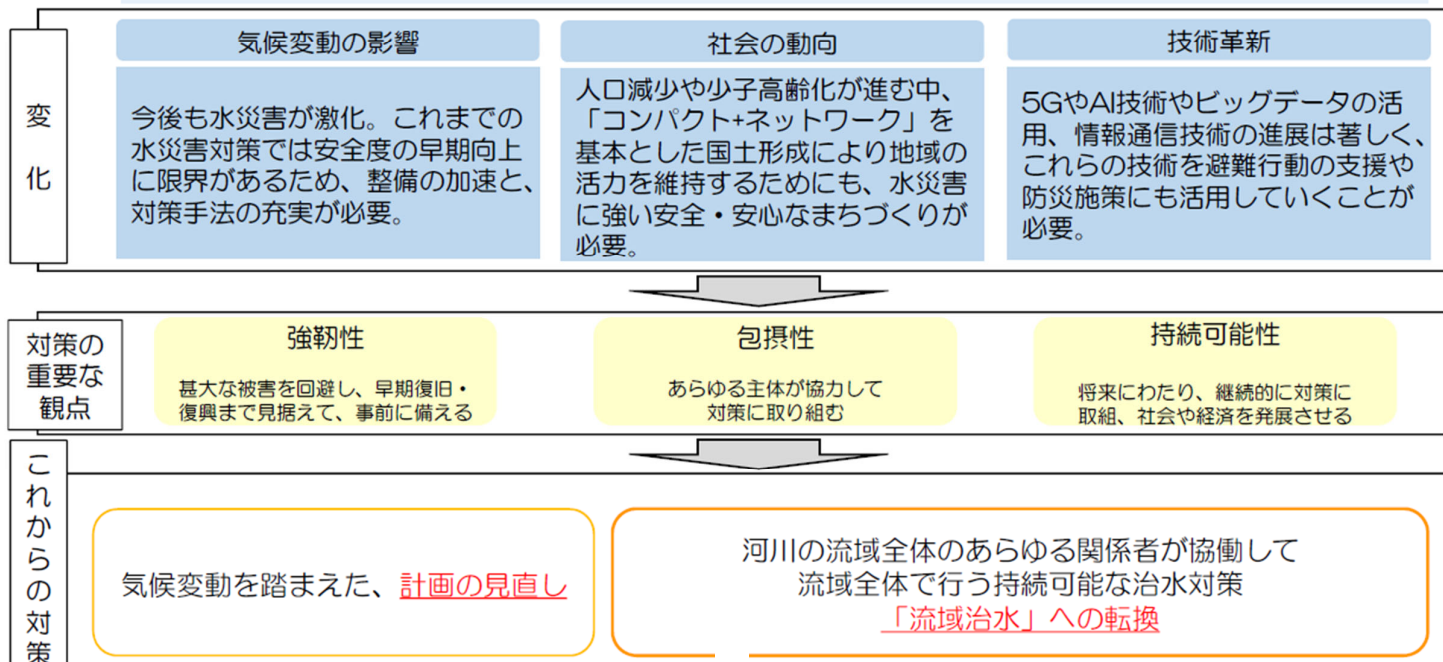 変化
気候変動の影響
今後も水災害が激化。これまでの
水災害対策では安全度の早期向上
に限界があるため、整備の加速と、
対策手法の充実が必要。
社会の動向
人口減少や少子高齢化が進む中、
「コンパクト+ネットワーク」を
基本とした国土形成により地域の
活力を維持するためにも、水災害
に強い安全・安心なまちづくりが
必要。
技術革新
5GやAI技術やビッグデータの活
用、情報通信技術の進展は著しく、
これらの技術を避難行動の支援や
防災施策にも活用していくことが
必要。
対策の
重要な
観点
強靭性
甚大な被害を回避し、早期復旧・
復興まで見据えて、事前に備える
包摂性
あらゆる主体が協力して
対策に取り組む
持続可能性
将来にわたり、継続的に対策に
取組、社会や経済を発展させる
これからの対策
気候変動を踏まえた、計画の見直し
河川の流域全体のあらゆる関係者が協働して
流域全体で行う持続可能な治水対策
「流域治水」への転換